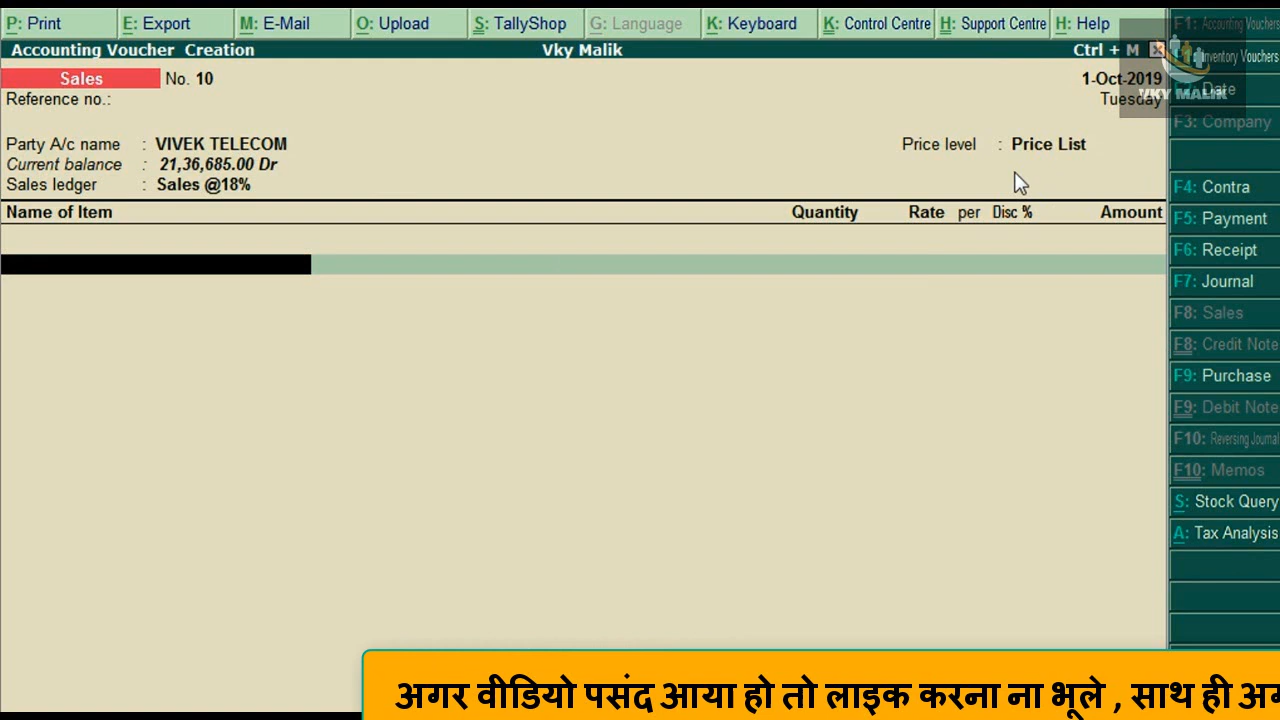 P: Print E: Export M: E-Mail O: Upload S: TallyShop G: Language K: Keyboard K: Control Centre H: Support Centre H: Help F1: Accounting Vouchers
Accounting Voucher Creation Vky Malik Ctrl + M Inventory Vouchers
Sales No. 10 1-Oct-2019 Date
VKY MALIK
Reference no.: Tuesday
F3: Company
Party A/c name : VIVEK TELECOM Price level : Price List
Current balance : 21,36,685.00 Dr
Sales ledger : Sales @18% F4: Contra
Name of Item Quantity Rate per Disc % Amount F5: Payment
F6: Receipt
F7: Journal
F8: Sales
F8: Credit Note
F9: Purchase
F9: Debit Note
F10: Reversing Journal
F10: Memos
S: Stock Query
A: Tax Analysis
अगर वीडियो पसंद आया हो तो लाइक करना ना भूले , साथ ही